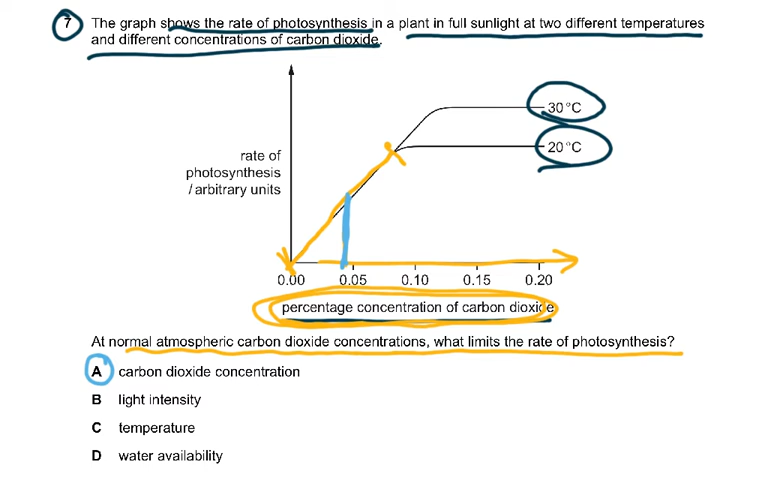 7 The graph shows the rate of photosynthesis in a plant in full sunlight at two different temperatures
and different concentrations of carbon dioxide.
30 °C
20 °C
rate of
photosynthesis
/ arbitrary units
0.00 0.05 0.10 0.15 0.20
percentage concentration of carbon dioxide
At normal atmospheric carbon dioxide concentrations, what limits the rate of photosynthesis?
A carbon dioxide concentration
B light intensity
C temperature
D water availability